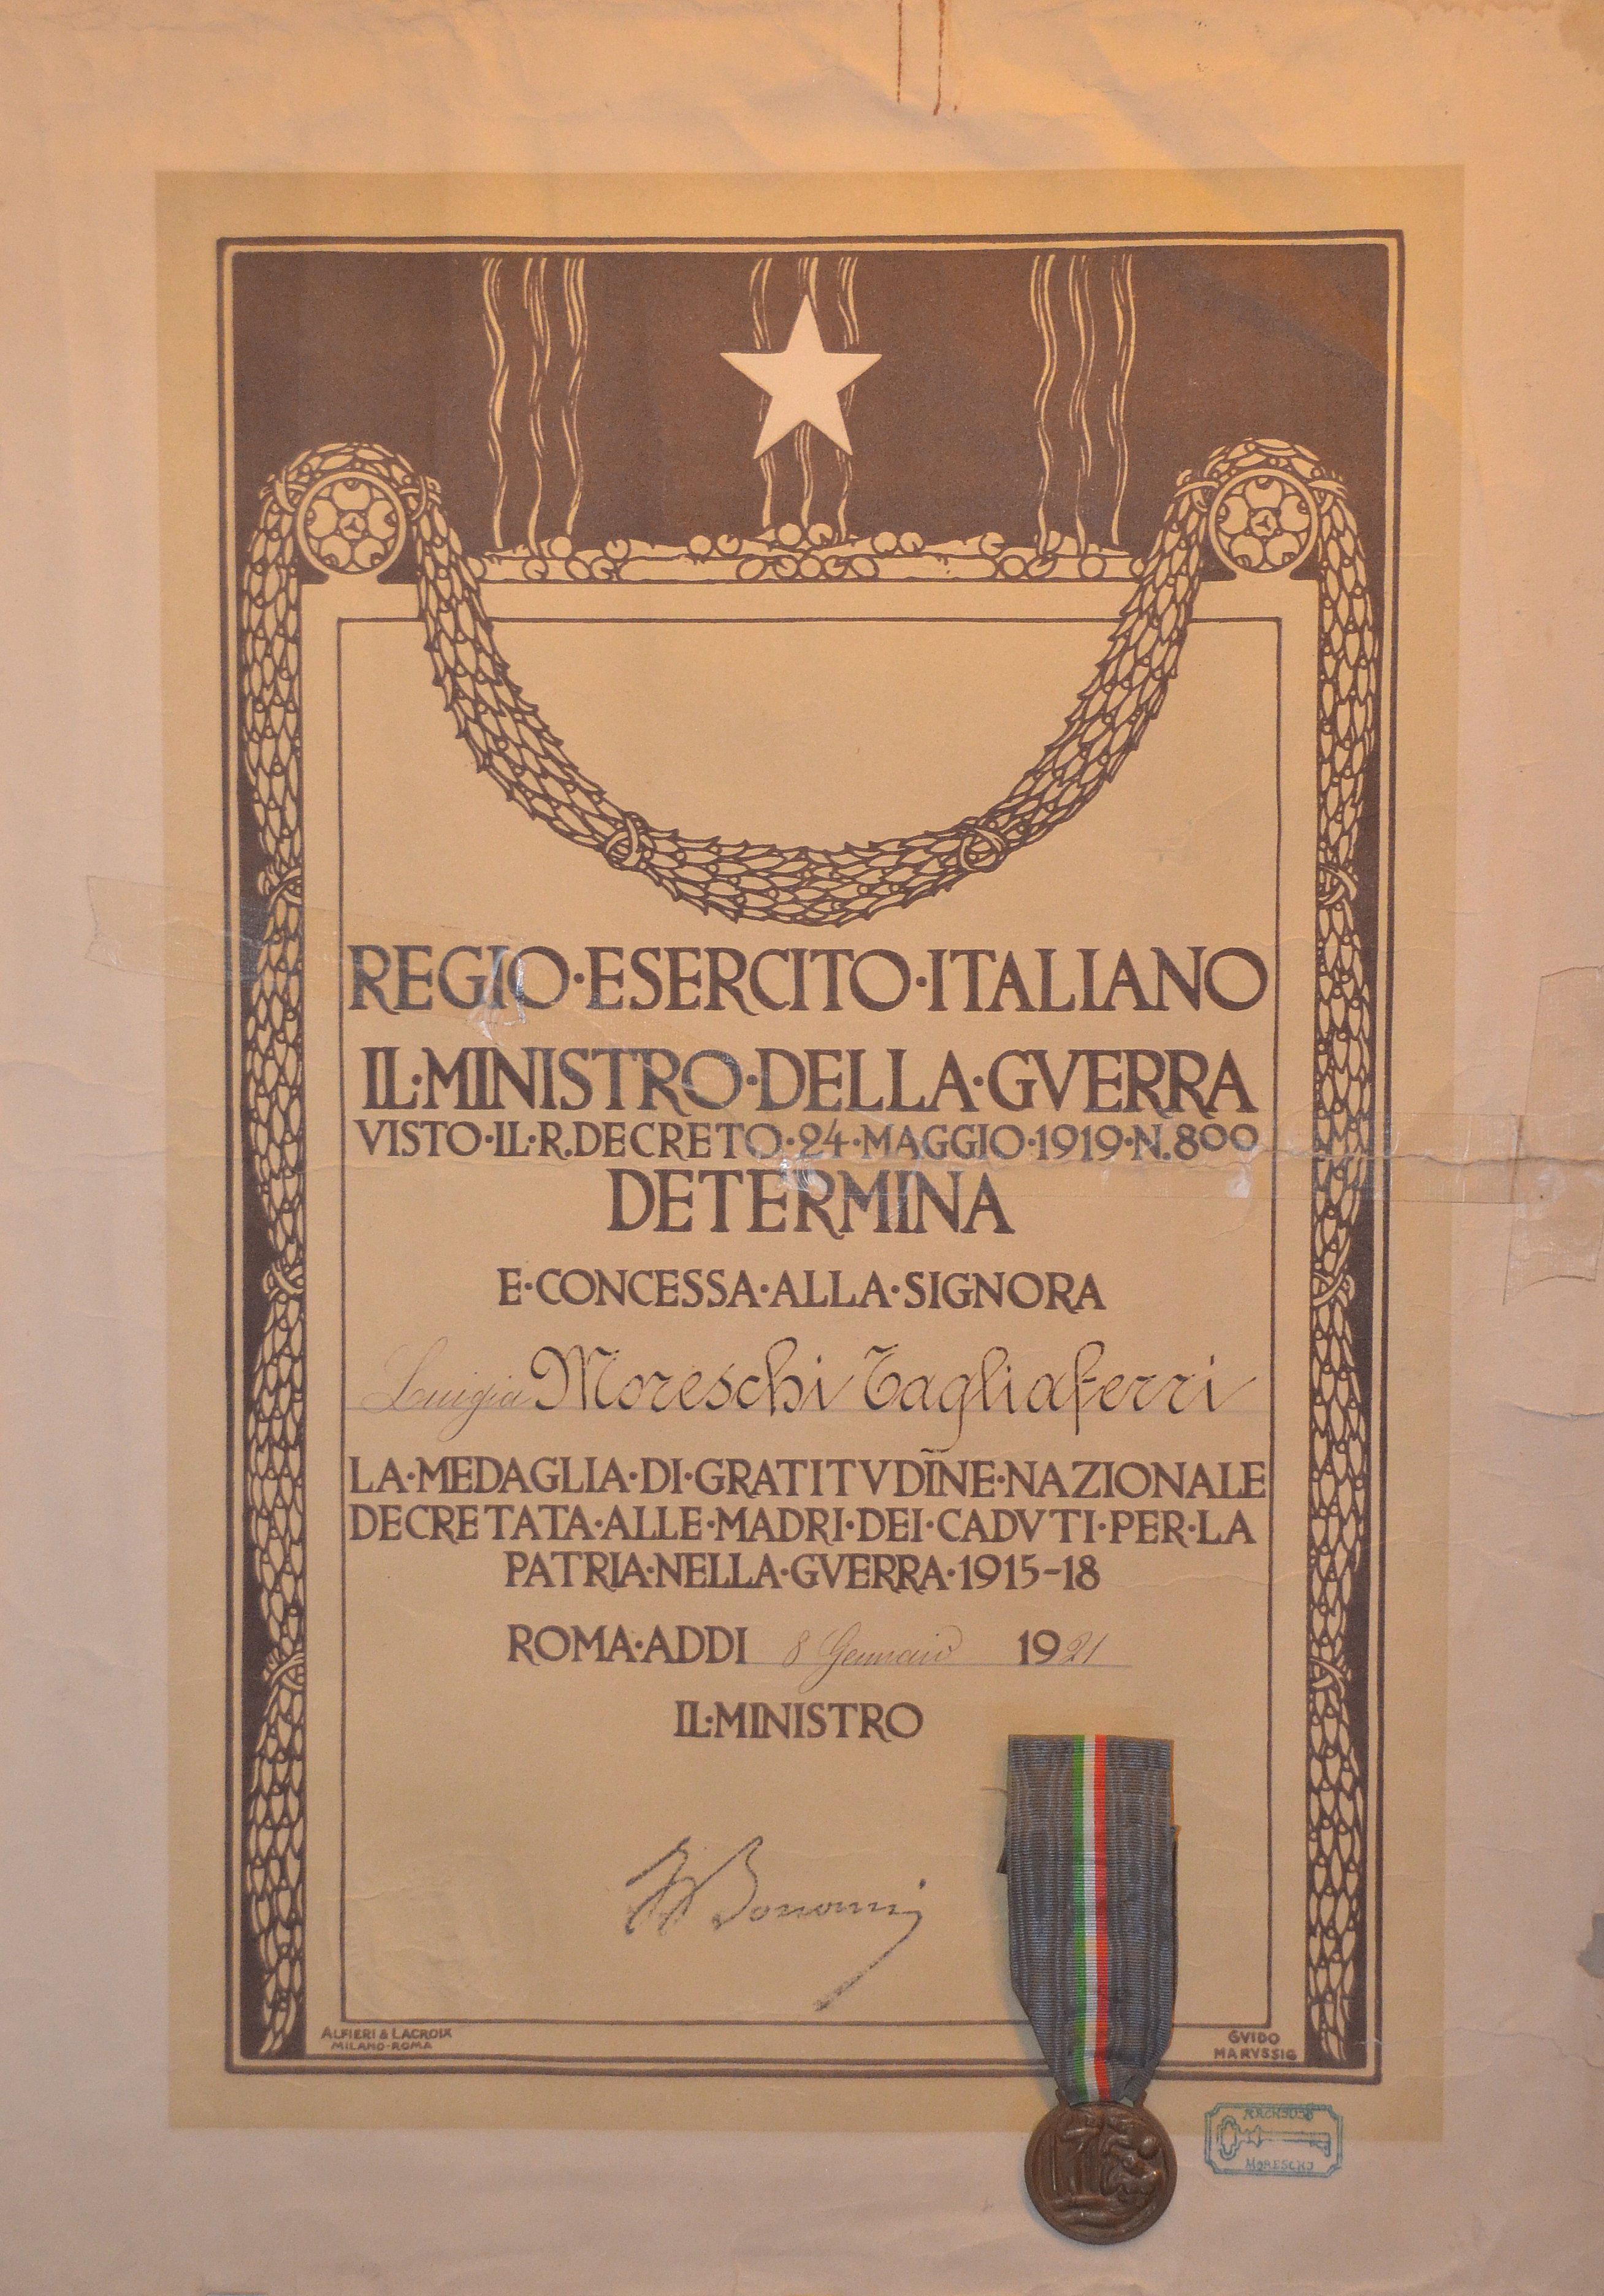 REGIO·ESERCITO·ITALIANO
IL·MINISTRO·DELLA·GVERRA
VISTO·IL·R.DECRETO·24·MAGGIO·1919·N.800
DETERMINA
E·CONCESSA·ALLA·SIGNORA
Luigia Moreschi Tagliaferri
LA·MEDAGLIA·DI·GRATITVDINE·NAZIONALE
DECRETATA·ALLE·MADRI·DEI·CADVTI·PER·LA
PATRIA·NELLA·GVERRA·1915-18
ROMA·ADDI 8 Gennaio 1921
IL·MINISTRO
Bonomi
ALFIERI & LACROIX
MILANO-ROMA
GVIDO
MARVSSIG
MORESCHI